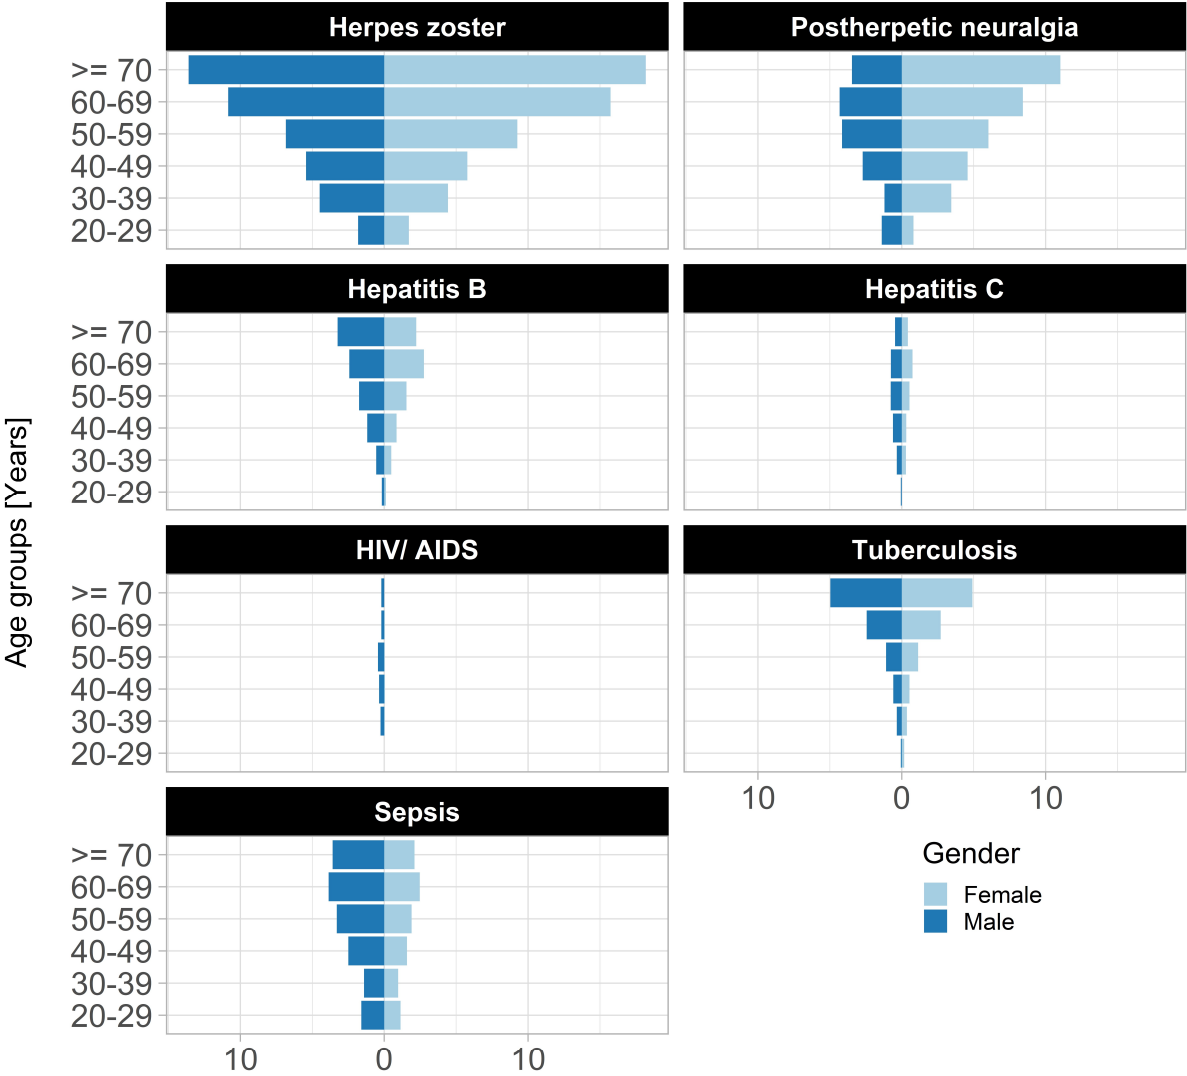 Herpes zoster
Postherpetic neuralgia
>= 70
60-69
50-59
40-49
30-39
20-29
Hepatitis B
Hepatitis C
>= 70
60-69
50-59
40-49
30-39
20-29
Age groups [Years]
HIV/ AIDS
Tuberculosis
>= 70
60-69
50-59
40-49
30-39
20-29
10 0 10
Sepsis
>= 70
60-69
50-59
40-49
30-39
20-29
10 0 10
Gender
Female
Male